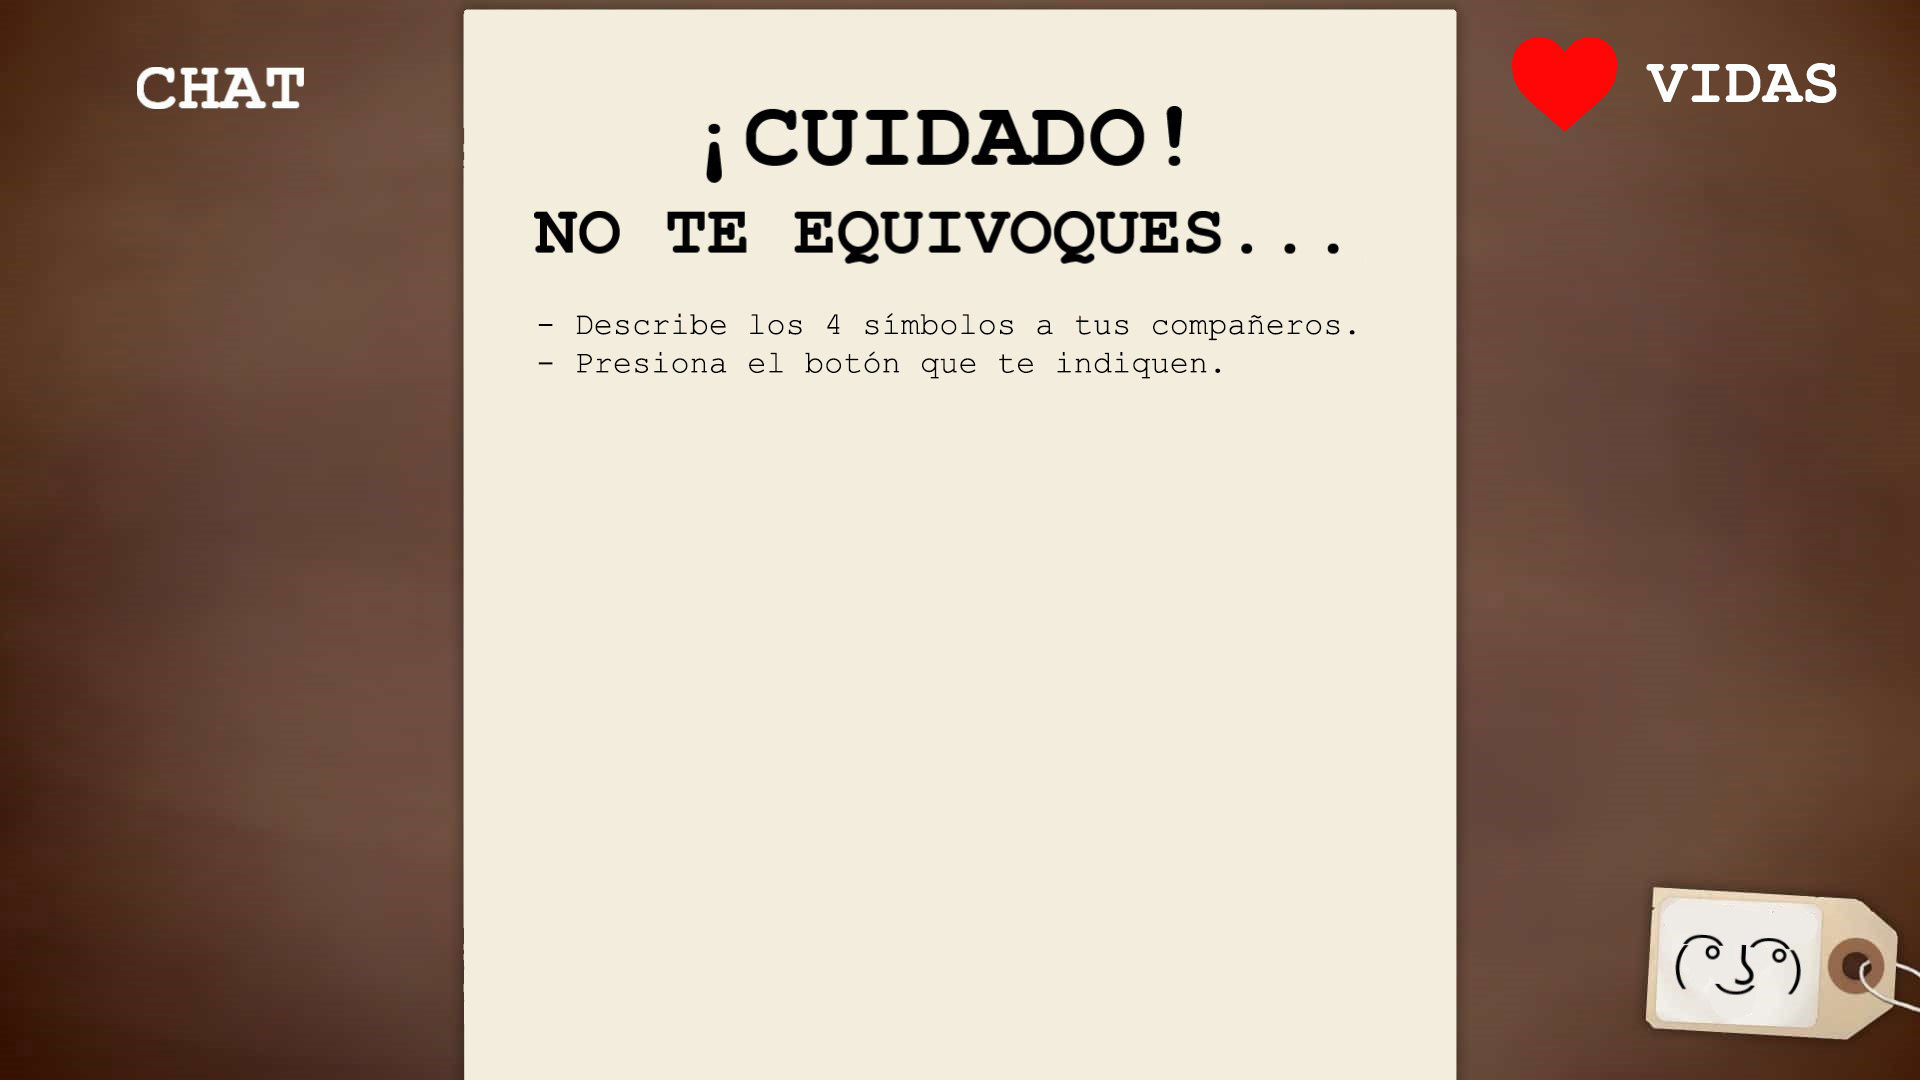 CHAT
VIDAS
¡CUIDADO!
NO TE EQUIVOQUES...
- Describe los 4 símbolos a tus compañeros.
- Presiona el botón que te indiquen.
( ͡° ͜ʖ ͡°)